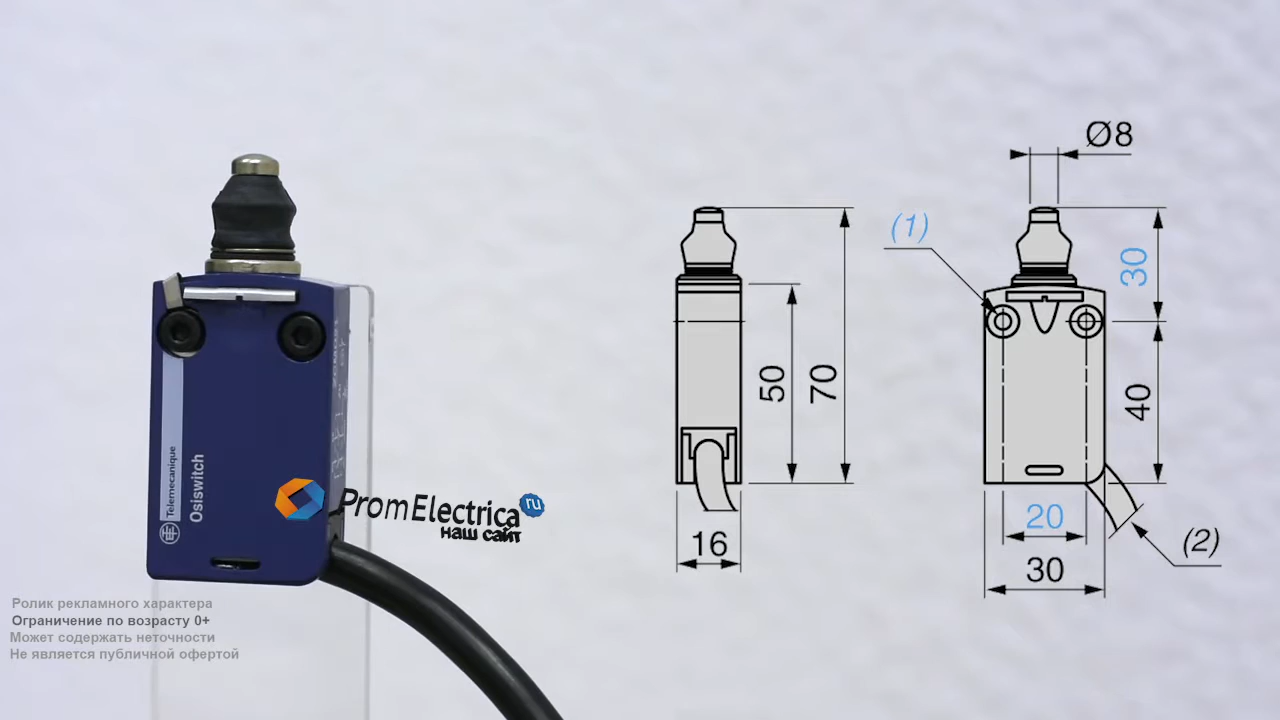 Telemecanique
Osiswitch
PromElectrica
ru
наш сайт
Ролик рекламного характера
Ограничение по возрасту 0+
Может содержать неточности
Не является публичной офертой
Ø8
(1)
30
50
70
40
20
16
30
(2)